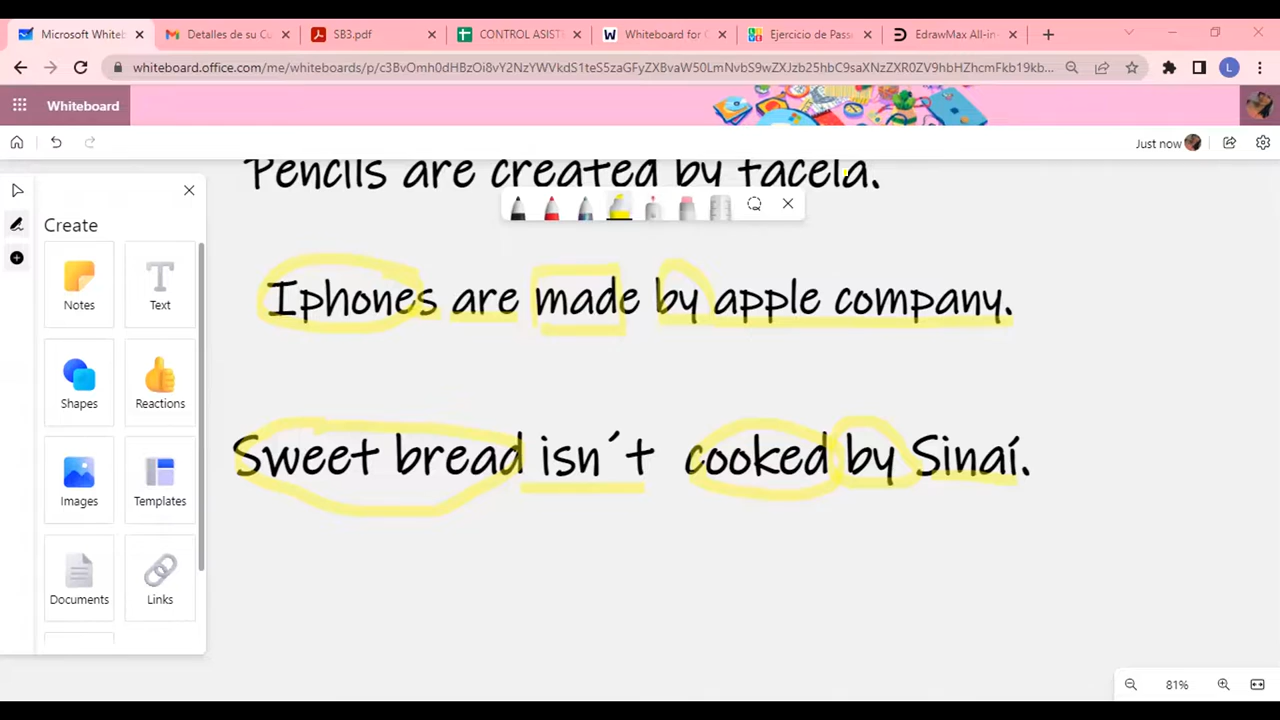 Microsoft Whiteb
Detalles de su Cu
SB3.pdf
CONTROL ASIST
Whiteboard for C
Ejercicio de Passi
EdrawMax All-in-
whiteboard.office.com/me/whiteboards/p/c3BvOmh0dHBzOi8vY2NzYWVkdS1teS5zaGFyZXBvaW50LmNvbS9wZXJzb25hbC9saXNzZXR0ZV9hbHZhcmFkb19kb...
L
Whiteboard
Just now
Pencils are created by facela.
Create
Notes
Text
Iphones are made by apple company.
Shapes
Reactions
Sweet bread isn´t cooked by Sinaí.
Images
Templates
Documents
Links
81%